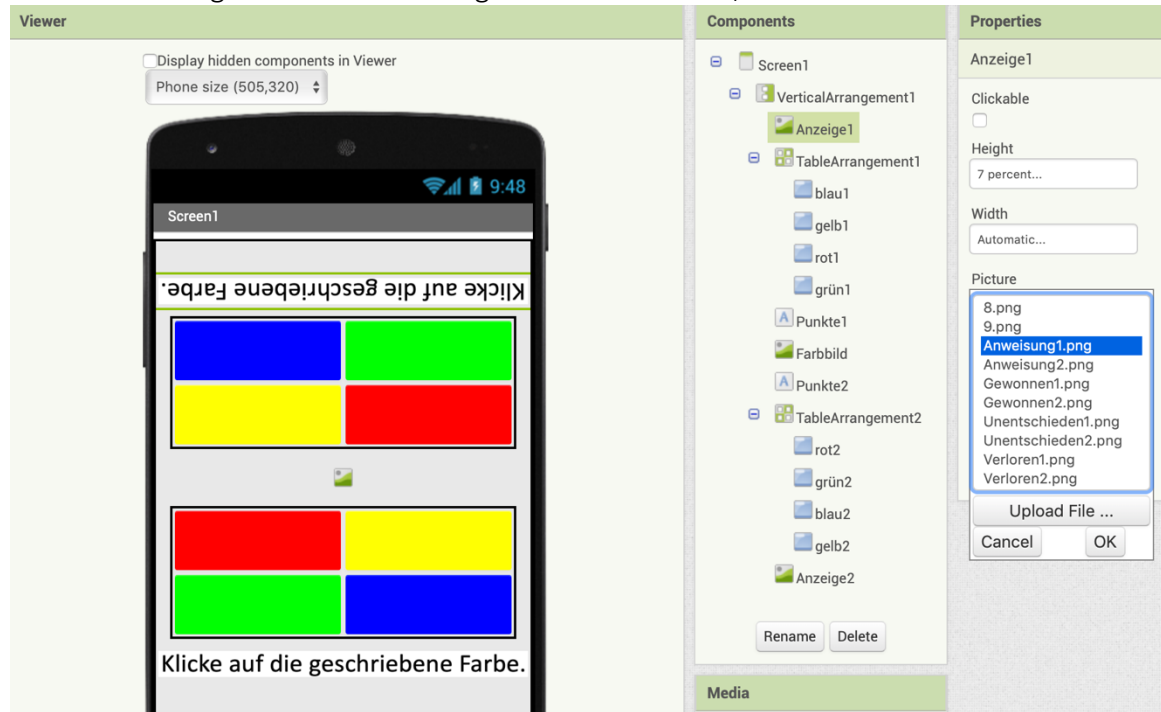 Viewer
Display hidden components in Viewer
Phone size (505,320)
9:48
Screen1
Klicke auf die geschriebene Farbe.
Klicke auf die geschriebene Farbe.
Components
Screen1
VerticalArrangement1
Anzeige1
TableArrangement1
blau1
gelb1
rot1
grün1
Punkte1
Farbbild
Punkte2
TableArrangement2
rot2
grün2
blau2
gelb2
Anzeige2
Rename Delete
Media
Properties
Anzeige1
Clickable
Height
7 percent...
Width
Automatic...
Picture
8.png
9.png
Anweisung1.png
Anweisung2.png
Gewonnen1.png
Gewonnen2.png
Unentschieden1.png
Unentschieden2.png
Verloren1.png
Verloren2.png
Upload File ...
Cancel OK